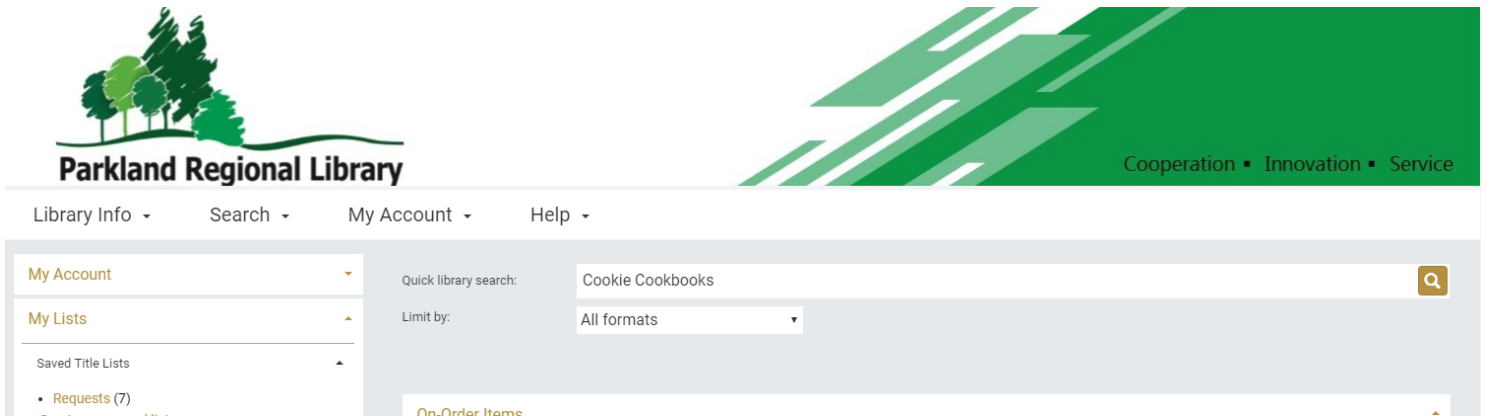 Parkland Regional Library
Cooperation ▪ Innovation ▪ Service
Library Info Search My Account Help
My Account
Quick library search: Cookie Cookbooks
My Lists
Limit by: All formats
Saved Title Lists
• Requests (7)
On-Order Items